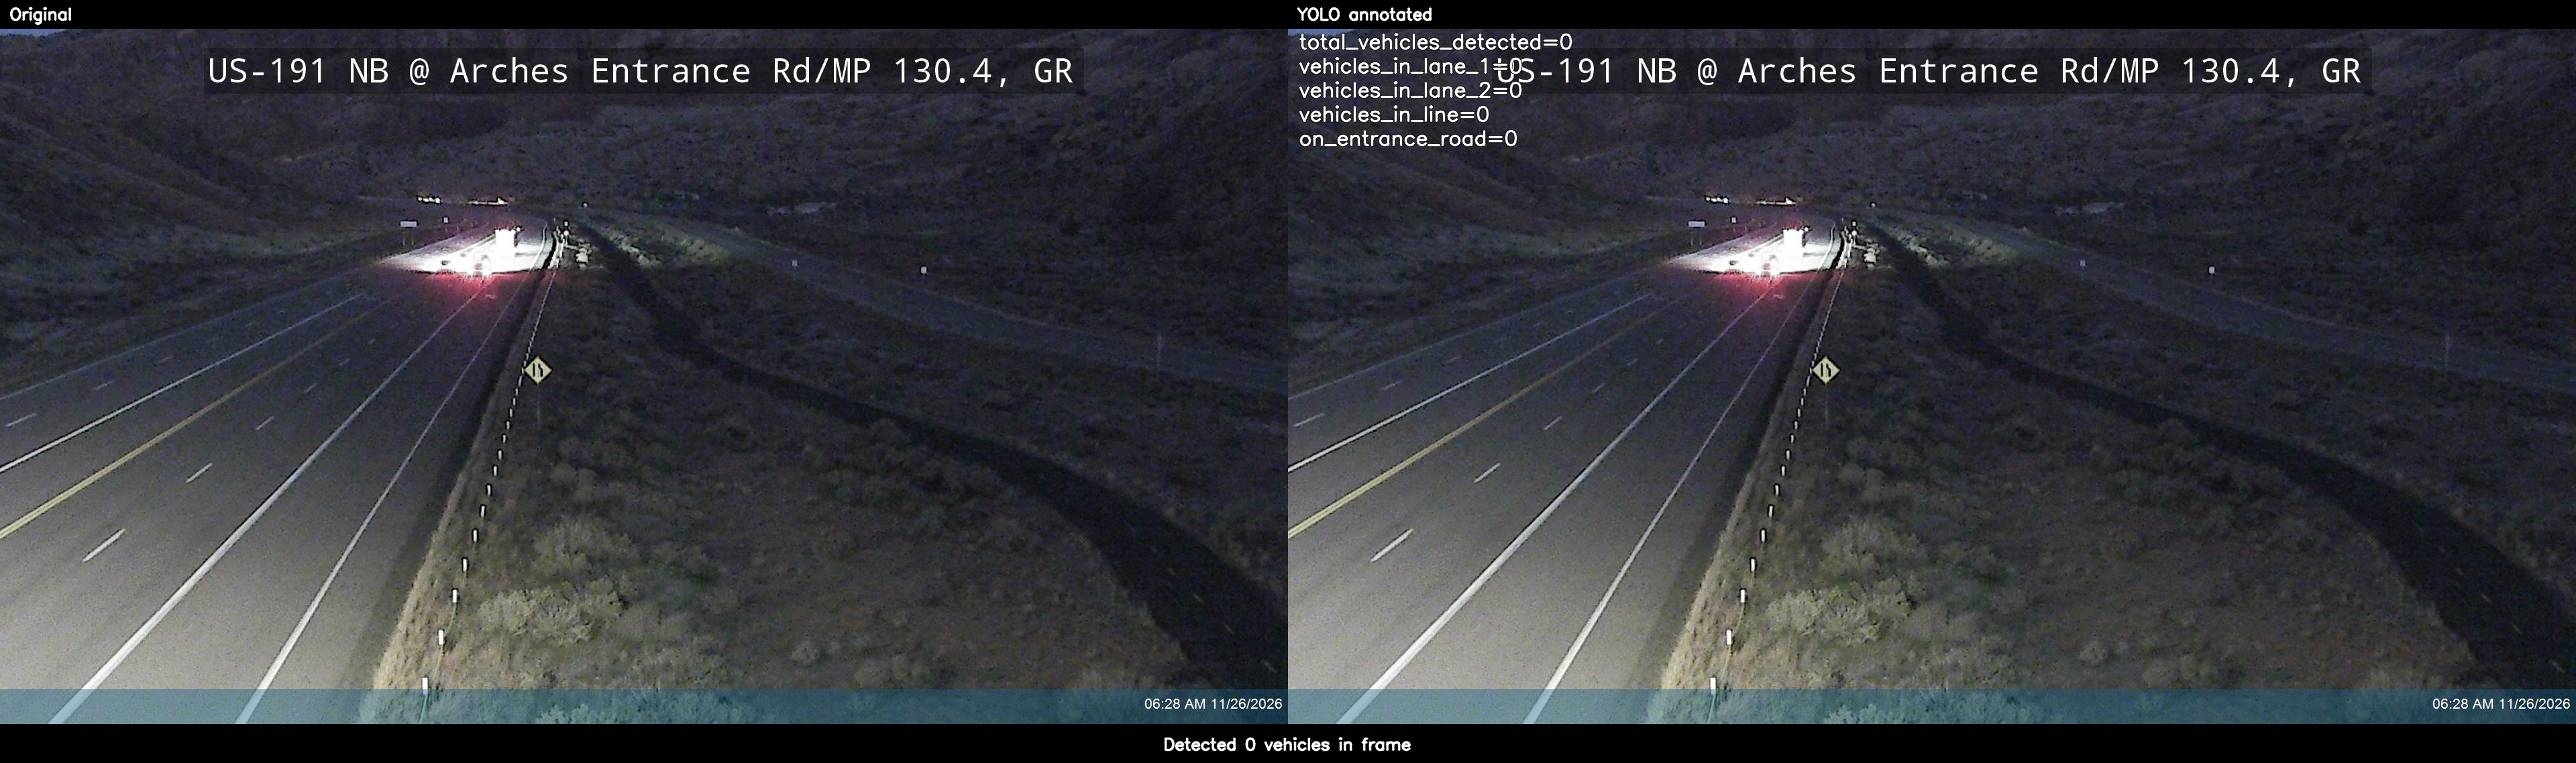 Original
US-191 NB @ Arches Entrance Rd/MP 130.4, GR
06:28 AM 11/26/2026
YOLO annotated
total_vehicles_detected=0
vehicles_in_lane_1=0
US-191 NB @ Arches Entrance Rd/MP 130.4, GR
vehicles_in_lane_2=0
vehicles_in_line=0
on_entrance_road=0
06:28 AM 11/26/2026
Detected 0 vehicles in frame